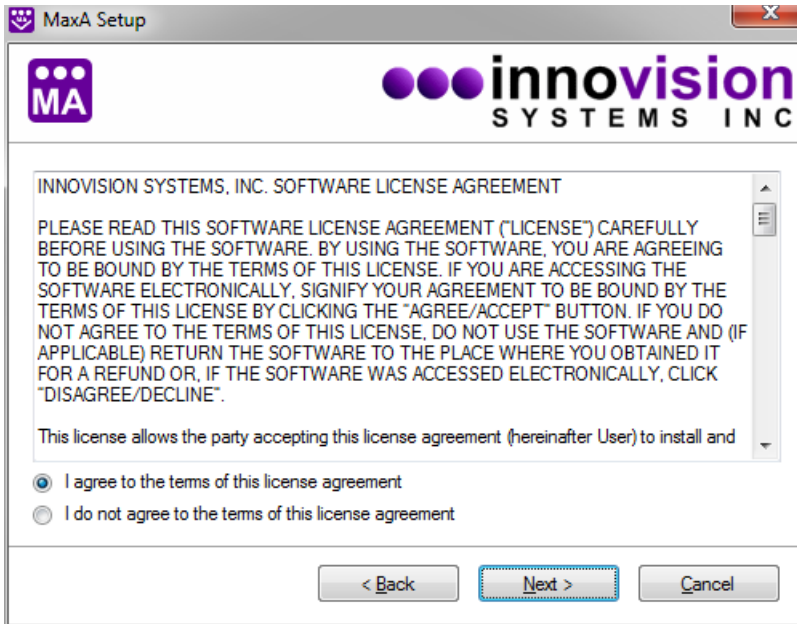 MaxA Setup
MA
innovision
SYSTEMS INC
INNOVISION SYSTEMS, INC. SOFTWARE LICENSE AGREEMENT
PLEASE READ THIS SOFTWARE LICENSE AGREEMENT ("LICENSE") CAREFULLY
BEFORE USING THE SOFTWARE. BY USING THE SOFTWARE, YOU ARE AGREEING
TO BE BOUND BY THE TERMS OF THIS LICENSE. IF YOU ARE ACCESSING THE
SOFTWARE ELECTRONICALLY, SIGNIFY YOUR AGREEMENT TO BE BOUND BY THE
TERMS OF THIS LICENSE BY CLICKING THE "AGREE/ACCEPT" BUTTON. IF YOU DO
NOT AGREE TO THE TERMS OF THIS LICENSE, DO NOT USE THE SOFTWARE AND (IF
APPLICABLE) RETURN THE SOFTWARE TO THE PLACE WHERE YOU OBTAINED IT
FOR A REFUND OR, IF THE SOFTWARE WAS ACCESSED ELECTRONICALLY, CLICK
"DISAGREE/DECLINE".
This license allows the party accepting this license agreement (hereinafter User) to install and
I agree to the terms of this license agreement
I do not agree to the terms of this license agreement
< Back
Next >
Cancel